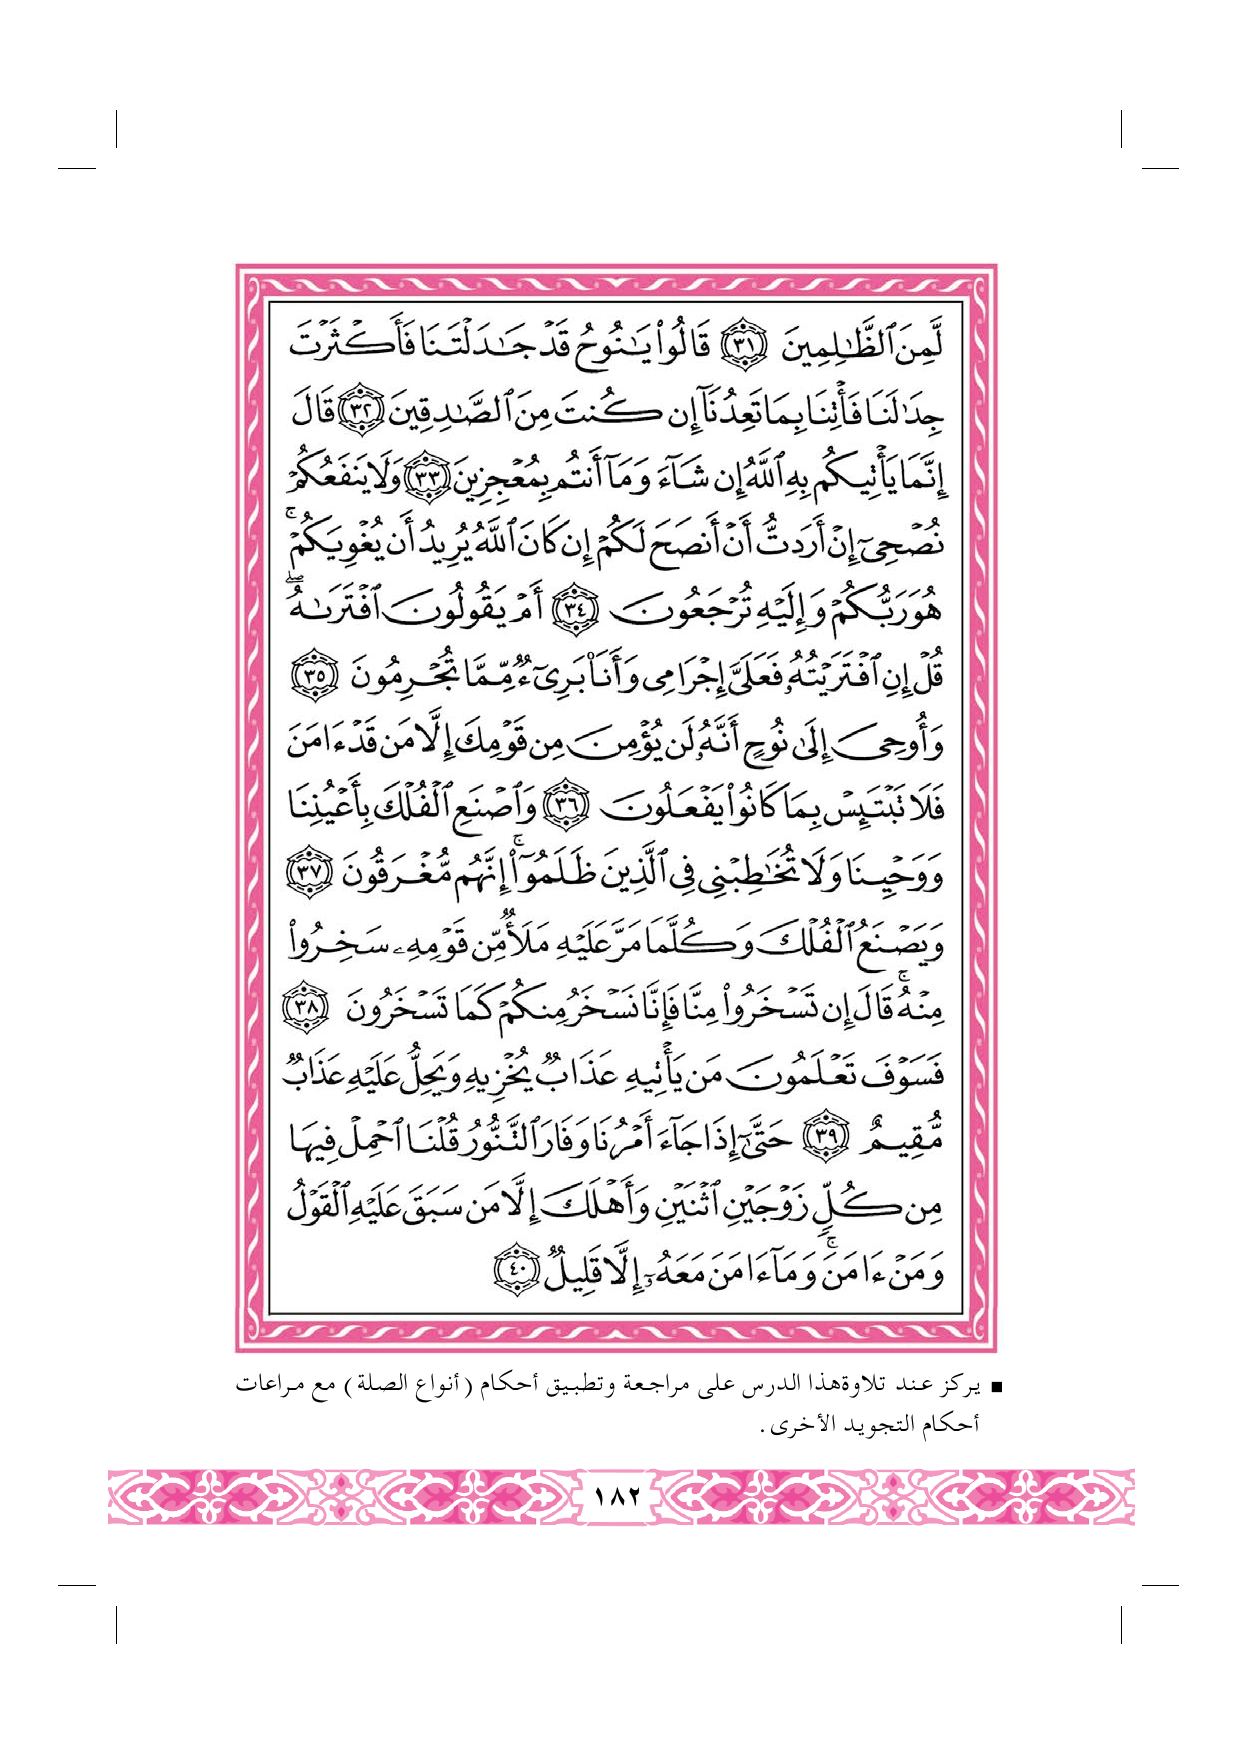 لَّمِنَ ٱلظَّـٰلِمِينَ ٣١ قَالُوا۟ يَـٰنُوحُ قَدْ جَـٰدَلْتَنَا فَأَكْثَرْتَ
جِدَٰلَنَا فَأْتِنَا بِمَا تَعِدُنَآ إِن كُنتَ مِنَ ٱلصَّـٰدِقِينَ ٣٢ قَالَ
إِنَّمَا يَأْتِيكُم بِهِ ٱللَّهُ إِن شَآءَ وَمَآ أَنتُم بِمُعْجِزِينَ ٣٣ وَلَا يَنفَعُكُمْ
نُصْحِىٓ إِنْ أَرَدتُّ أَنْ أَنصَحَ لَكُمْ إِن كَانَ ٱللَّهُ يُرِيدُ أَن يُغْوِيَكُمْ ۚ
هُوَ رَبُّكُمْ وَإِلَيْهِ تُرْجَعُونَ ٣٤ أَمْ يَقُولُونَ ٱفْتَرَىٰهُ ۖ
قُلْ إِنِ ٱفْتَرَيْتُهُۥ فَعَلَىَّ إِجْرَامِى وَأَنَا۠ بَرِىٓءٌ مِّمَّا تُجْرِمُونَ ٣٥
وَأُوحِىَ إِلَىٰ نُوحٍ أَنَّهُۥ لَن يُؤْمِنَ مِن قَوْمِكَ إِلَّا مَن قَدْ ءَامَنَ
فَلَا تَبْتَئِسْ بِمَا كَانُوا۟ يَفْعَلُونَ ٣٦ وَٱصْنَعِ ٱلْفُلْكَ بِأَعْيُنِنَا
وَوَحْيِنَا وَلَا تُخَـٰطِبْنِى فِى ٱلَّذِينَ ظَلَمُوٓا۟ ۚ إِنَّهُم مُّغْرَقُونَ ٣٧
وَيَصْنَعُ ٱلْفُلْكَ وَكُلَّمَا مَرَّ عَلَيْهِ مَلَأٌ مِّن قَوْمِهِۦ سَخِرُوا۟
مِنْهُ ۚ قَالَ إِن تَسْخَرُوا۟ مِنَّا فَإِنَّا نَسْخَرُ مِنكُمْ كَمَا تَسْخَرُونَ ٣٨
فَسَوْفَ تَعْلَمُونَ مَن يَأْتِيهِ عَذَابٌ يُخْزِيهِ وَيَحِلُّ عَلَيْهِ عَذَابٌ
مُّقِيمٌ ٣٩ حَتَّىٰٓ إِذَا جَآءَ أَمْرُنَا وَفَارَ ٱلتَّنُّورُ قُلْنَا ٱحْمِلْ فِيهَا
مِن كُلٍّ زَوْجَيْنِ ٱثْنَيْنِ وَأَهْلَكَ إِلَّا مَن سَبَقَ عَلَيْهِ ٱلْقَوْلُ
وَمَنْ ءَامَنَ ۚ وَمَآ ءَامَنَ مَعَهُۥٓ إِلَّا قَلِيلٌ ٤٠
■ يركز عند تلاوةهذا الدرس على مراجعة وتطبيق أحكام (أنواع الصلة) مع مراعات
أحكام التجويد الأخرى.
١٨٢